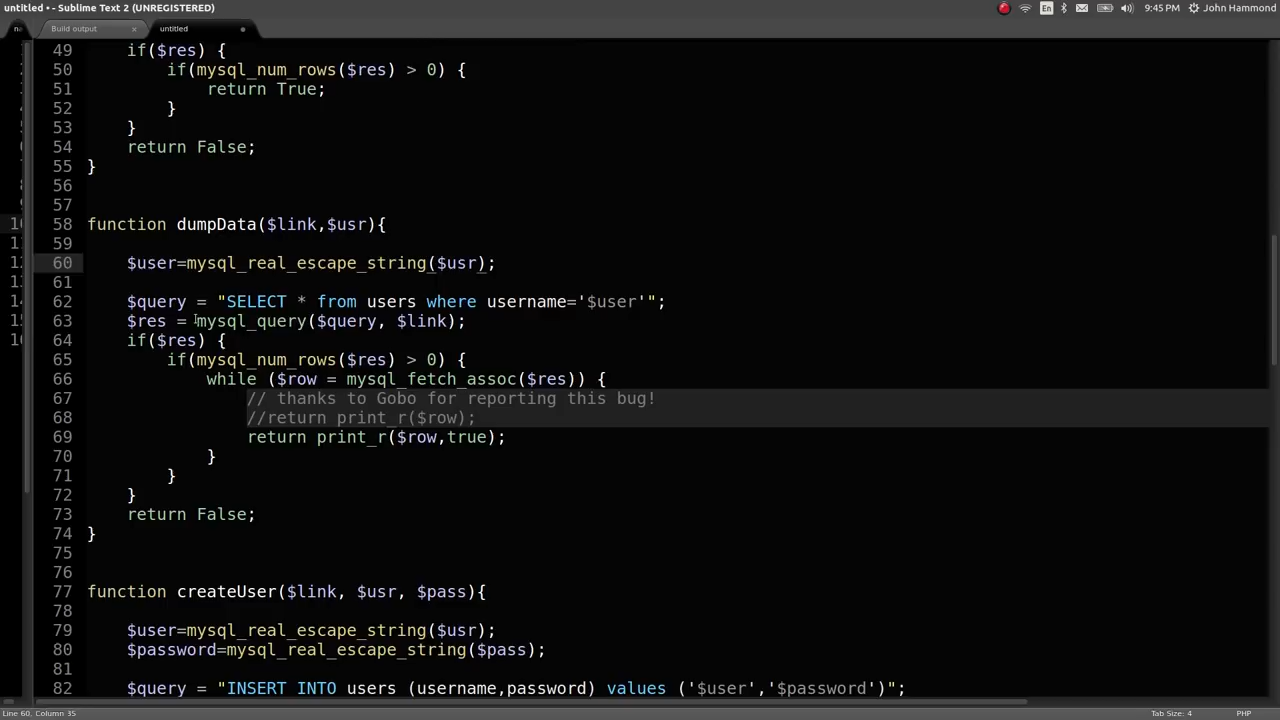 untitled • - Sublime Text 2 (UNREGISTERED)
En
9:45 PM
John Hammond
na
Build output ×
untitled
49 if($res) {
50 if(mysql_num_rows($res) > 0) {
51 return True;
52 }
53 }
54 return False;
55 }
56
57
58 function dumpData($link,$usr){
59
60 $user=mysql_real_escape_string($usr);
61
62 $query = "SELECT * from users where username='$user'";
63 $res = mysql_query($query, $link);
64 if($res) {
65 if(mysql_num_rows($res) > 0) {
66 while ($row = mysql_fetch_assoc($res)) {
67 // thanks to Gobo for reporting this bug!
68 //return print_r($row);
69 return print_r($row,true);
70 }
71 }
72 }
73 return False;
74 }
75
76
77 function createUser($link, $usr, $pass){
78
79 $user=mysql_real_escape_string($usr);
80 $password=mysql_real_escape_string($pass);
81
82 $query = "INSERT INTO users (username,password) values ('$user','$password')";
Line 60, Column 35
Tab Size: 4
PHP